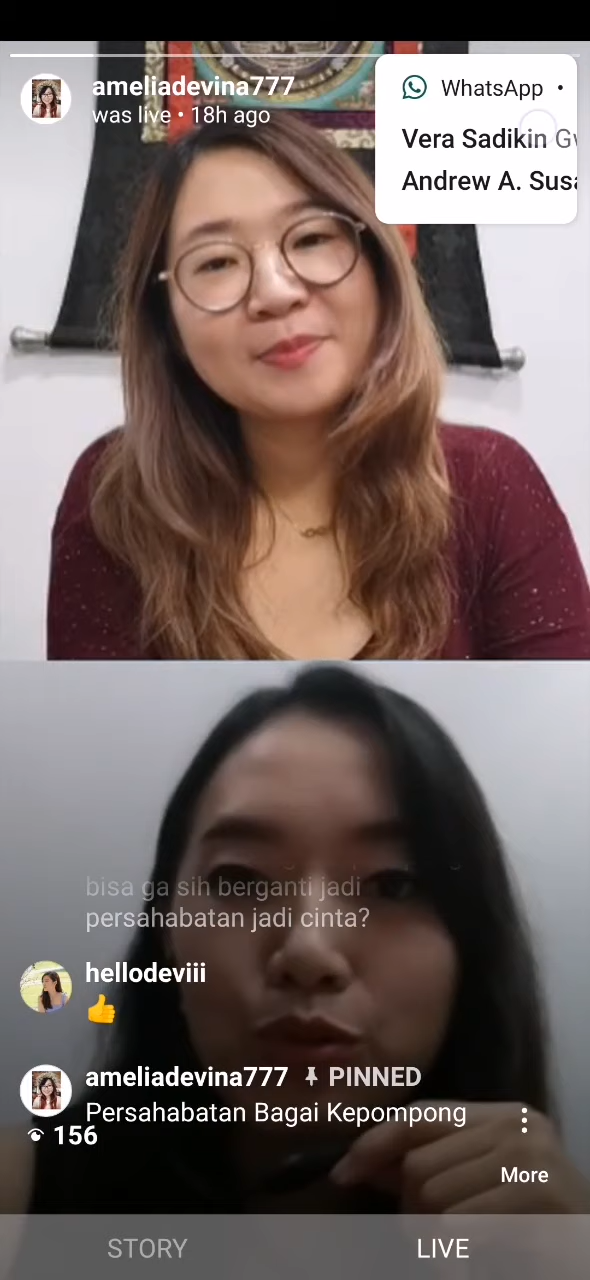 ameliadevina777
was live • 18h ago
WhatsApp •
Vera Sadikin
Andrew A.
bisa ga sih berganti jadi
persahabatan jadi cinta?
hellodeviii
👍
ameliadevina777 PINNED
Persahabatan Bagai Kepompong
156
More
STORY LIVE